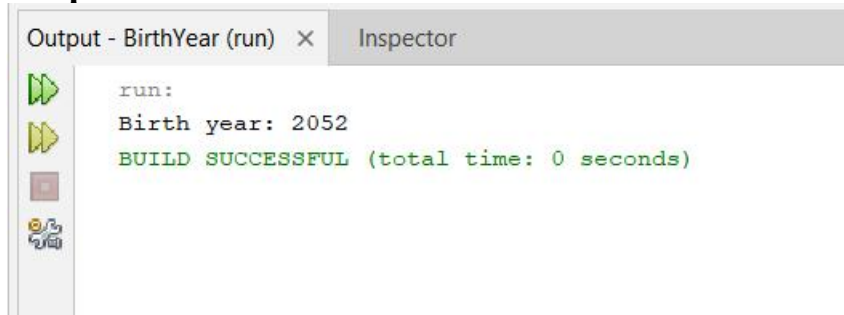 Output - BirthYear (run) × Inspector
run:
Birth year: 2052
BUILD SUCCESSFUL (total time: 0 seconds)